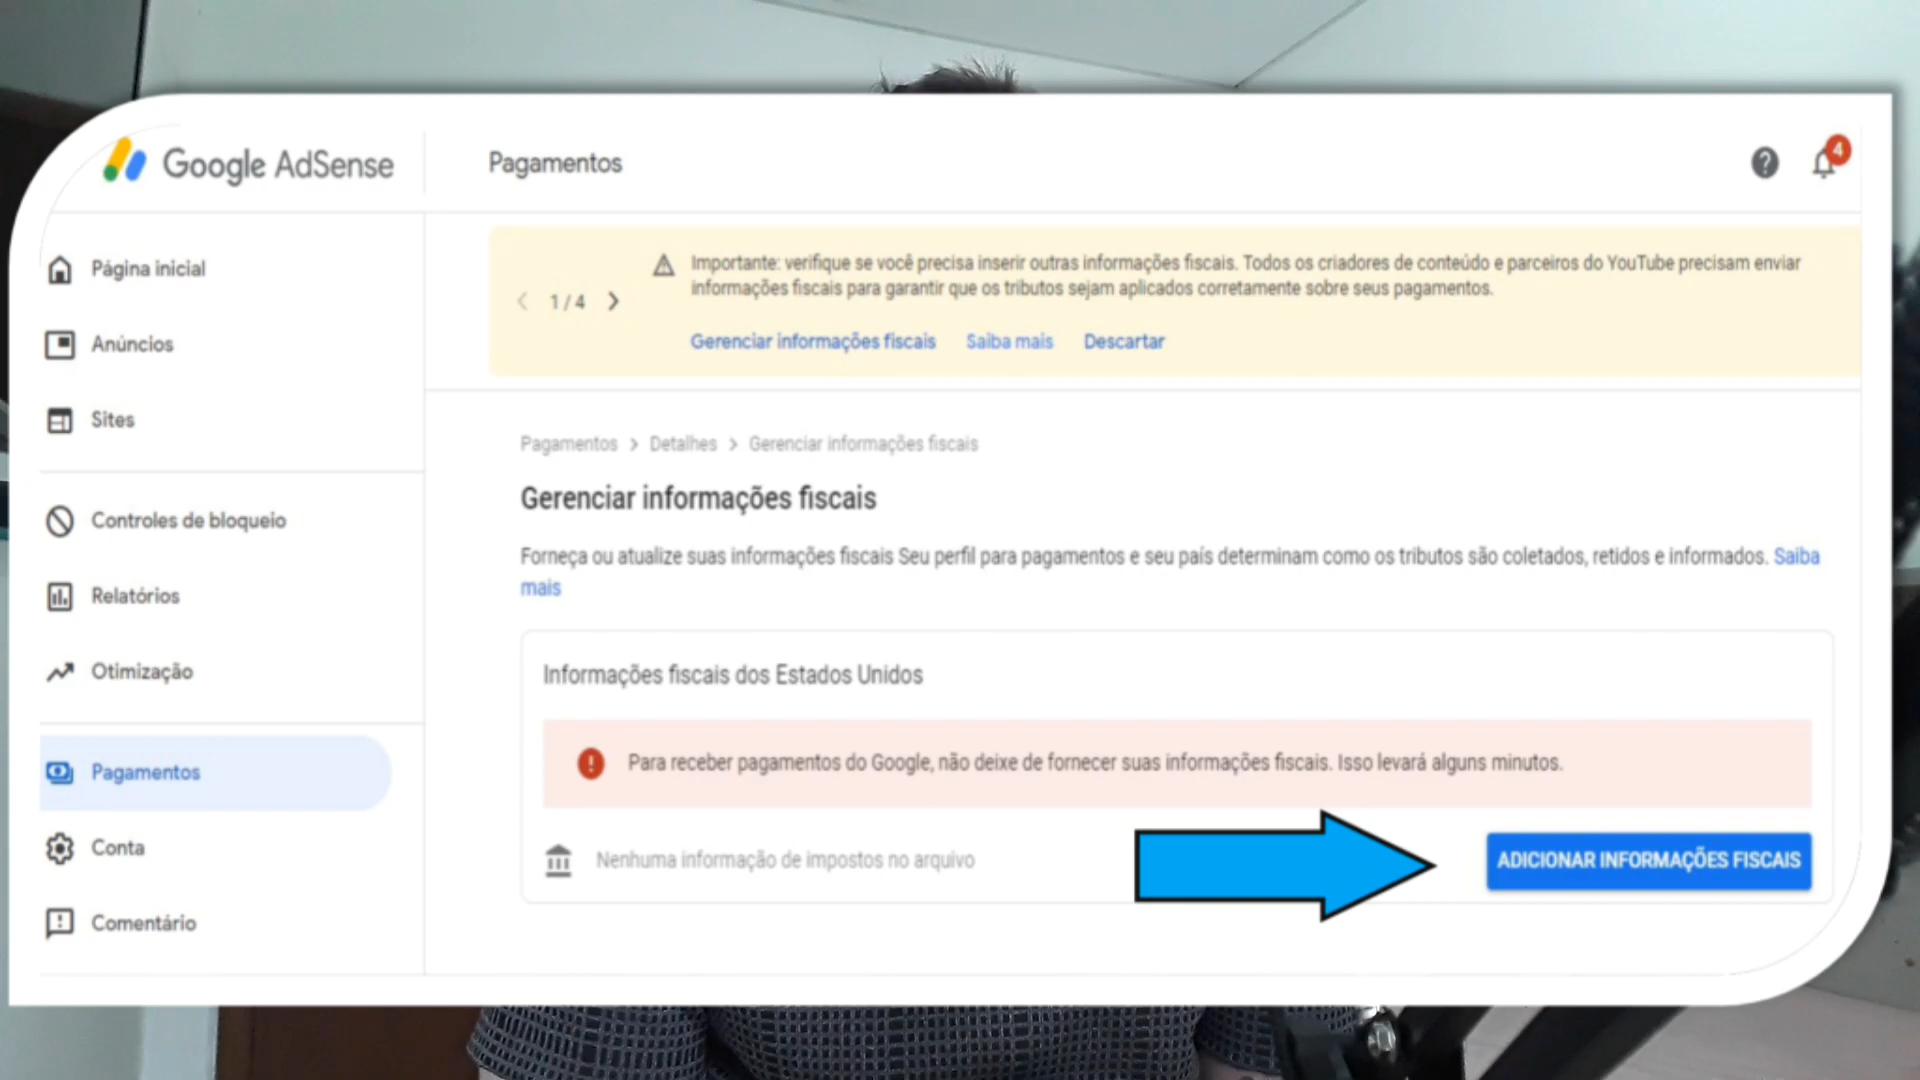 Google AdSense
Pagamentos
4
Página inicial
Anúncios
Sites
Controles de bloqueio
Relatórios
Otimização
Pagamentos
Conta
Comentário
1 / 4
Importante: verifique se você precisa inserir outras informações fiscais. Todos os criadores de conteúdo e parceiros do YouTube precisam enviar
informações fiscais para garantir que os tributos sejam aplicados corretamente sobre seus pagamentos.
Gerenciar informações fiscais Saiba mais Descartar
Pagamentos > Detalhes > Gerenciar informações fiscais
Gerenciar informações fiscais
Forneça ou atualize suas informações fiscais Seu perfil para pagamentos e seu país determinam como os tributos são coletados, retidos e informados. Saiba
mais
Informações fiscais dos Estados Unidos
Para receber pagamentos do Google, não deixe de fornecer suas informações fiscais. Isso levará alguns minutos.
Nenhuma informação de impostos no arquivo
ADICIONAR INFORMAÇÕES FISCAIS